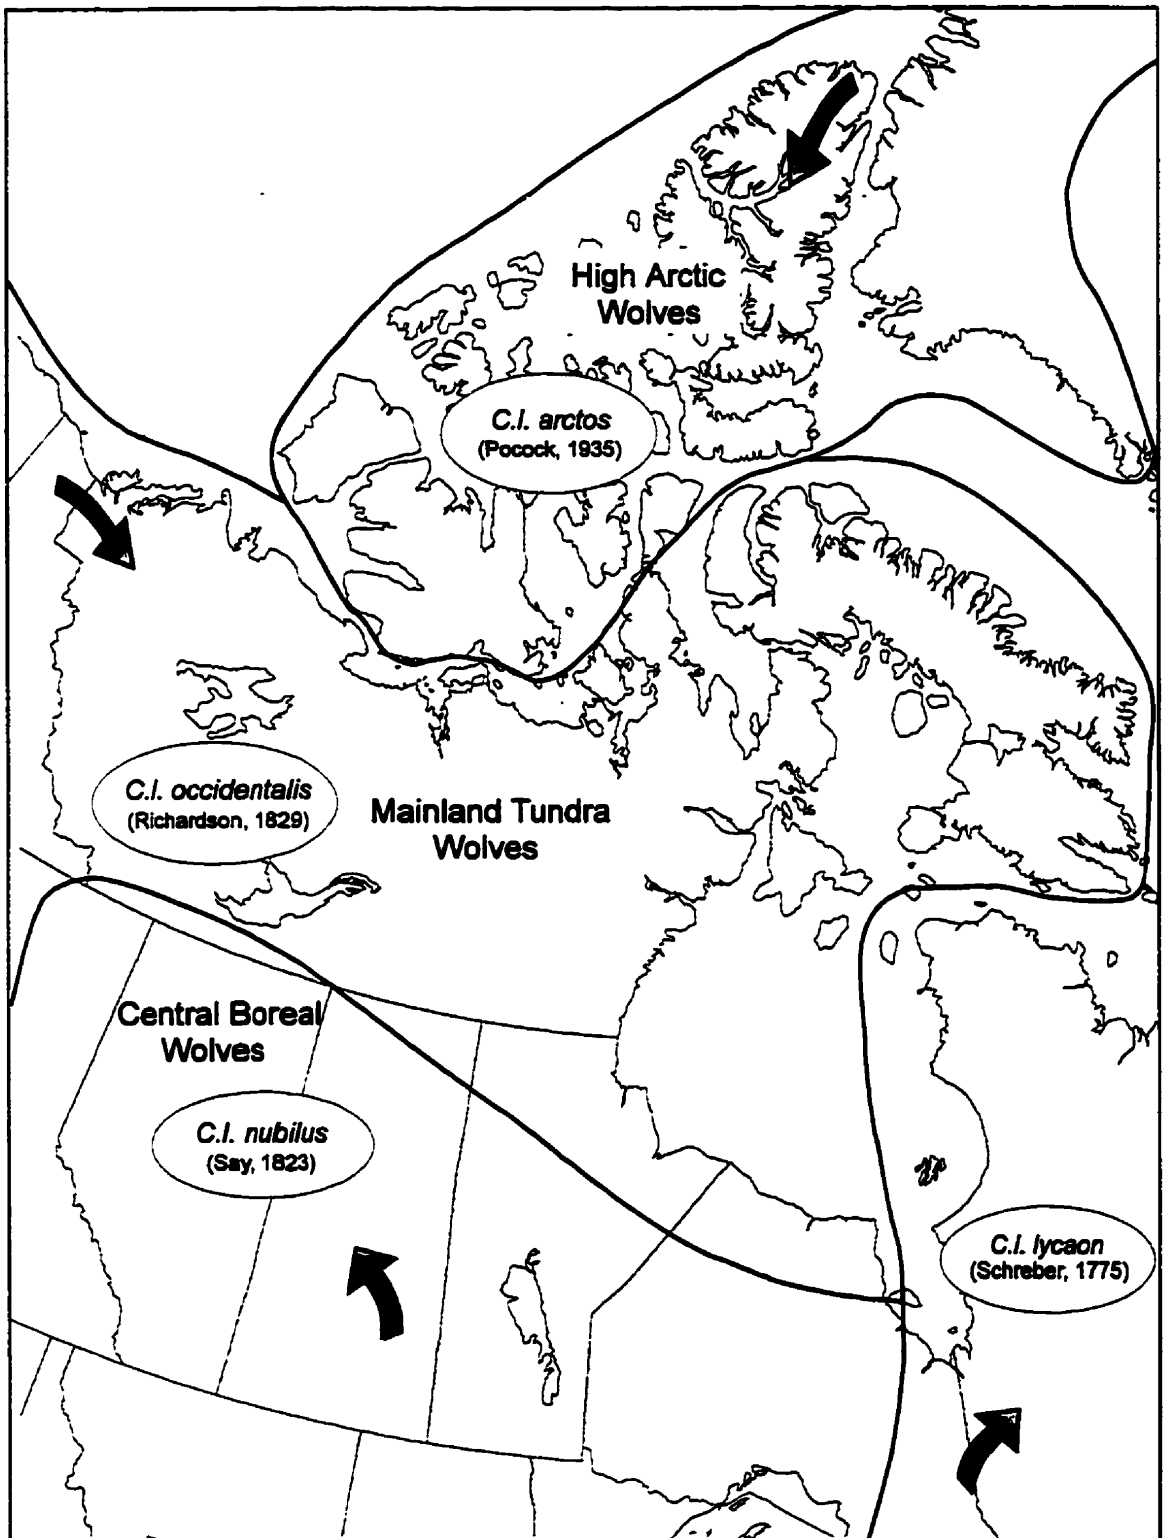 High Arctic
Wolves
C.l. arctos
(Pocock, 1935)
C.l. occidentalis
(Richardson, 1829)
Mainland Tundra
Wolves
Central Boreal
Wolves
C.l. nubilus
(Say, 1823)
C.l. lycaon
(Schreber, 1775)